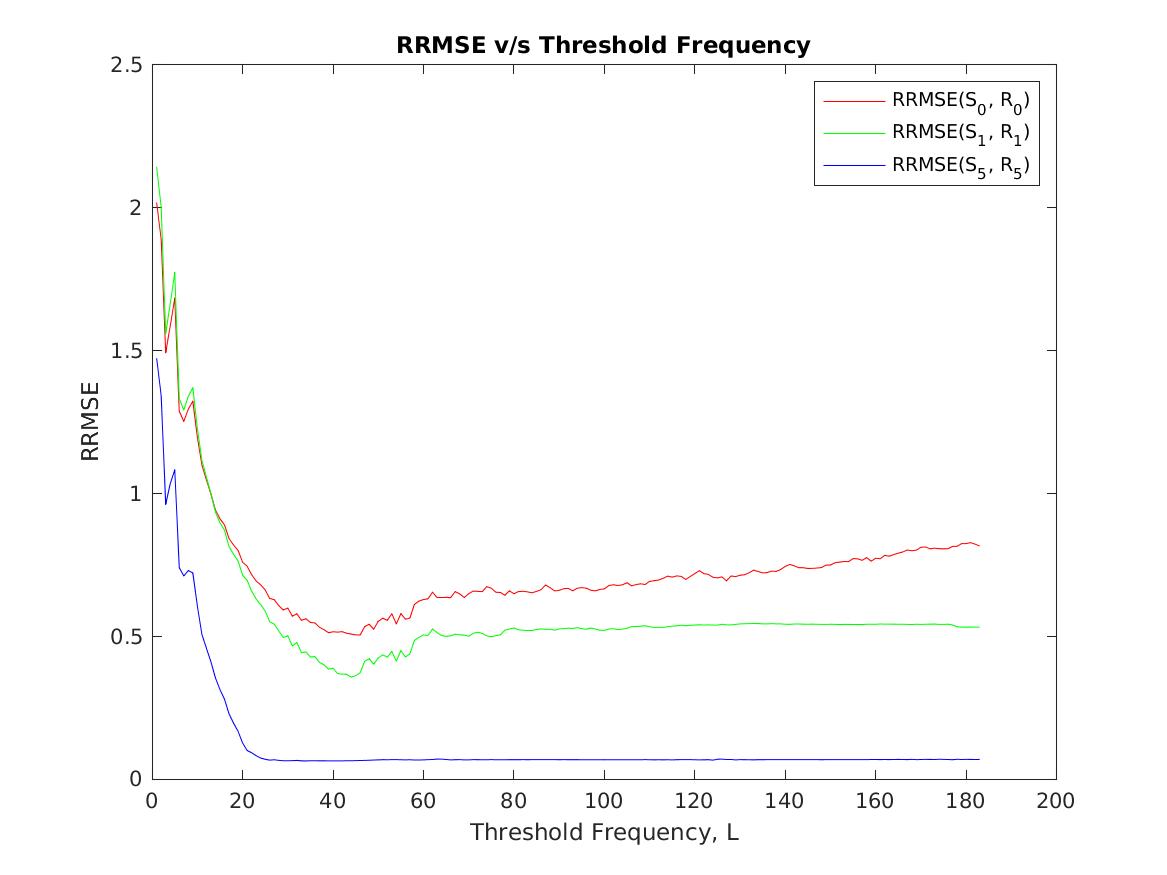 RRMSE v/s Threshold Frequency
2.5
2
1.5
1
0.5
0
RRMSE
RRMSE(S0, R0)
RRMSE(S1, R1)
RRMSE(S5, R5)
0 20 40 60 80 100 120 140 160 180 200
Threshold Frequency, L